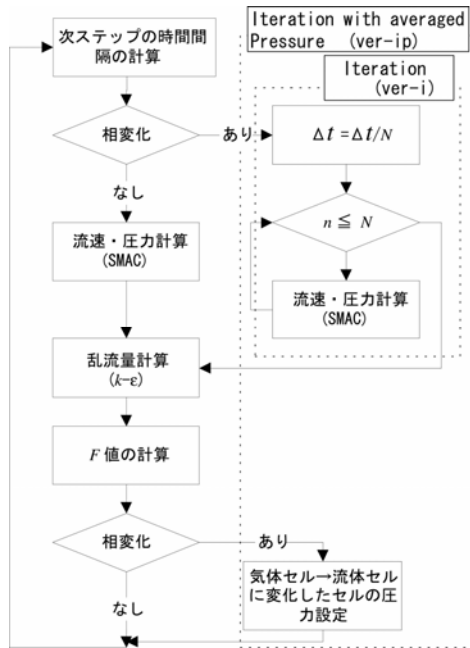 次ステップの時間間
隔の計算
Iteration with averaged
Pressure (ver-ip)
Iteration
(ver-i)
相変化
あり
Δt=Δt/N
なし
n≦N
流速・圧力計算
(SMAC)
流速・圧力計算
(SMAC)
乱流量計算
(k-ε)
F値の計算
相変化
あり
なし
気体セル→流体セル
に変化したセルの圧
力設定